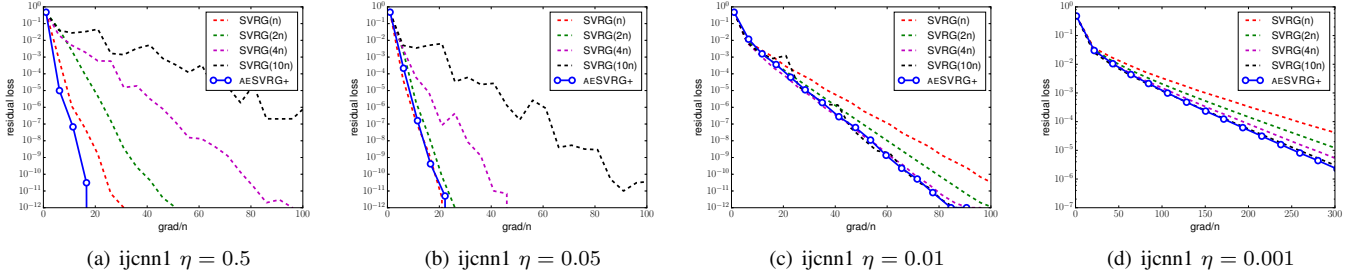 10^0
10^-1
10^-2
10^-3
10^-4
10^-5
10^-6
10^-7
10^-8
10^-9
10^-10
10^-11
10^-12
residual loss
0 20 40 60 80 100
grad/n
SVRG(n)
SVRG(2n)
SVRG(4n)
SVRG(10n)
AESVRG+
(a) ijcnn1 η = 0.5
10^0
10^-1
10^-2
10^-3
10^-4
10^-5
10^-6
10^-7
10^-8
10^-9
10^-10
10^-11
10^-12
residual loss
0 20 40 60 80 100
grad/n
SVRG(n)
SVRG(2n)
SVRG(4n)
SVRG(10n)
AESVRG+
(b) ijcnn1 η = 0.05
10^0
10^-1
10^-2
10^-3
10^-4
10^-5
10^-6
10^-7
10^-8
10^-9
10^-10
10^-11
10^-12
residual loss
0 20 40 60 80 100
grad/n
SVRG(n)
SVRG(2n)
SVRG(4n)
SVRG(10n)
AESVRG+
(c) ijcnn1 η = 0.01
10^0
10^-1
10^-2
10^-3
10^-4
10^-5
10^-6
10^-7
residual loss
0 50 100 150 200 250 300
grad/n
SVRG(n)
SVRG(2n)
SVRG(4n)
SVRG(10n)
AESVRG+
(d) ijcnn1 η = 0.001